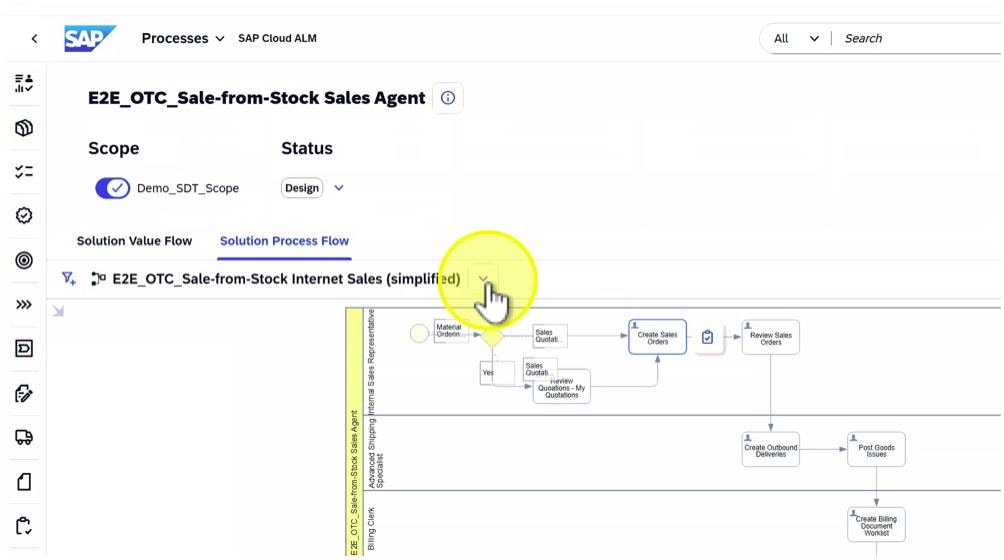 SAP
Processes
SAP Cloud ALM
All
Search
E2E_OTC_Sale-from-Stock Sales Agent
Scope
Status
Demo_SDT_Scope
Design
Solution Value Flow
Solution Process Flow
E2E_OTC_Sale-from-Stock Internet Sales (simplified)
E2E_OTC_Sale-from-Stock Sales Agent
Internal Sales Representative
Material
Orderin...
Sales
Quotati...
Create Sales
Orders
Review Sales
Orders
Yes
Sales
Quotati...
Review
Quoations - My
Quotations
Advanced Shipping
Specialist
Create Outbound
Deliveries
Post Goods
Issues
Billing Clerk
Create Billing
Document
Worklist